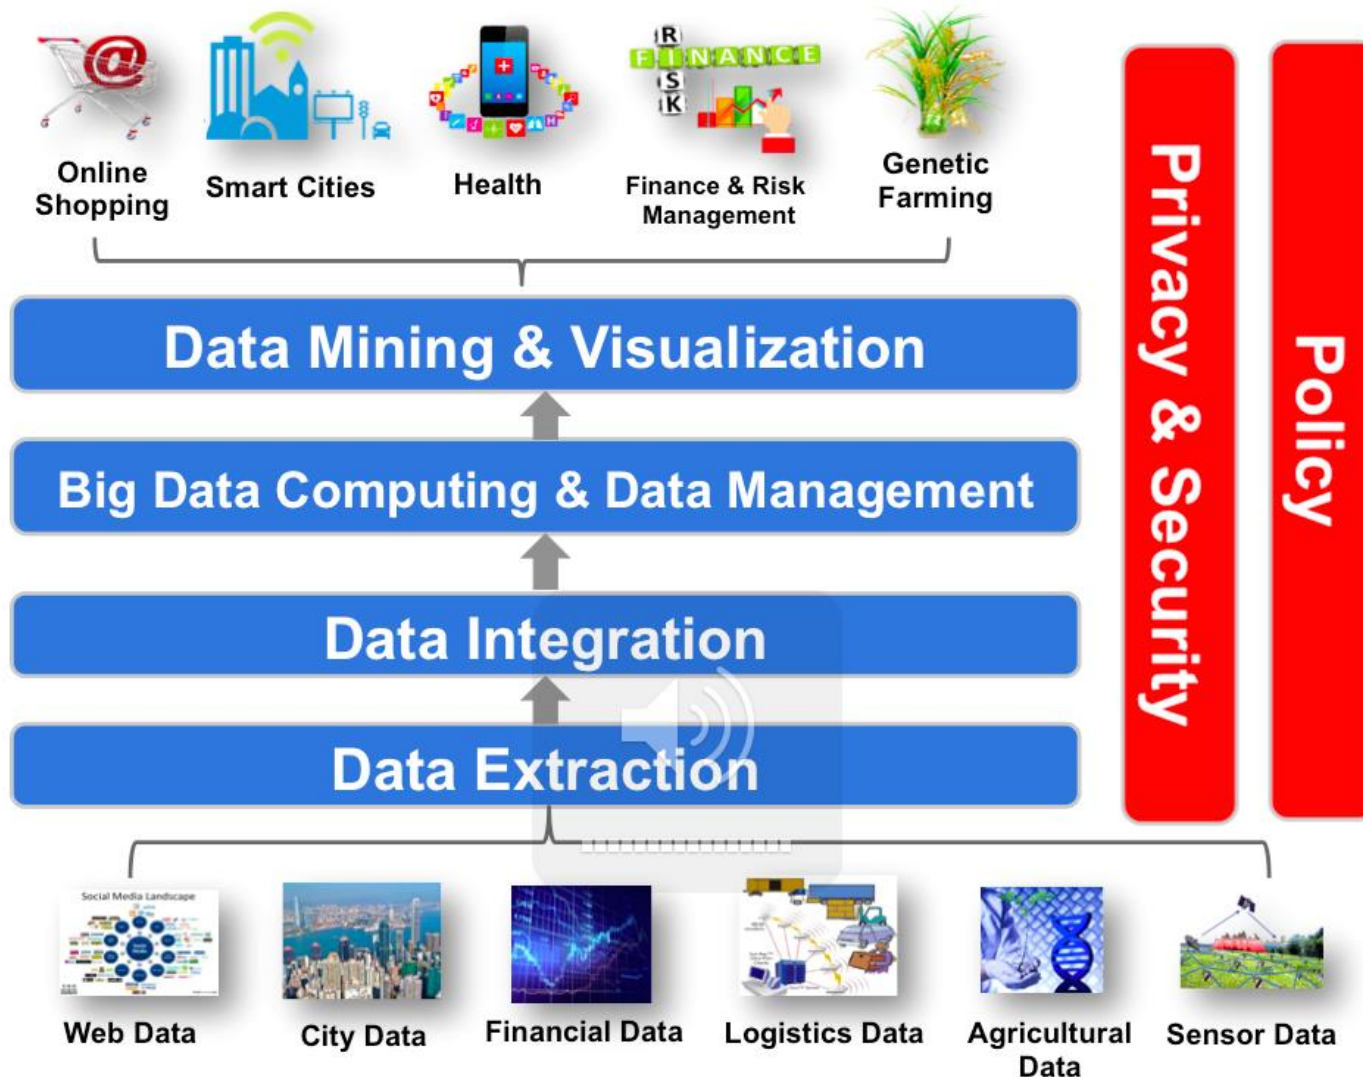 RISK
FINANCE
Online
Shopping
Smart Cities
Health
Finance & Risk
Management
Genetic
Farming
Data Mining & Visualization
Big Data Computing & Data Management
Data Integration
Data Extraction
Privacy & Security
Policy
Social Media Landscape
Web Data
City Data
Financial Data
Logistics Data
Agricultural
Data
Sensor Data